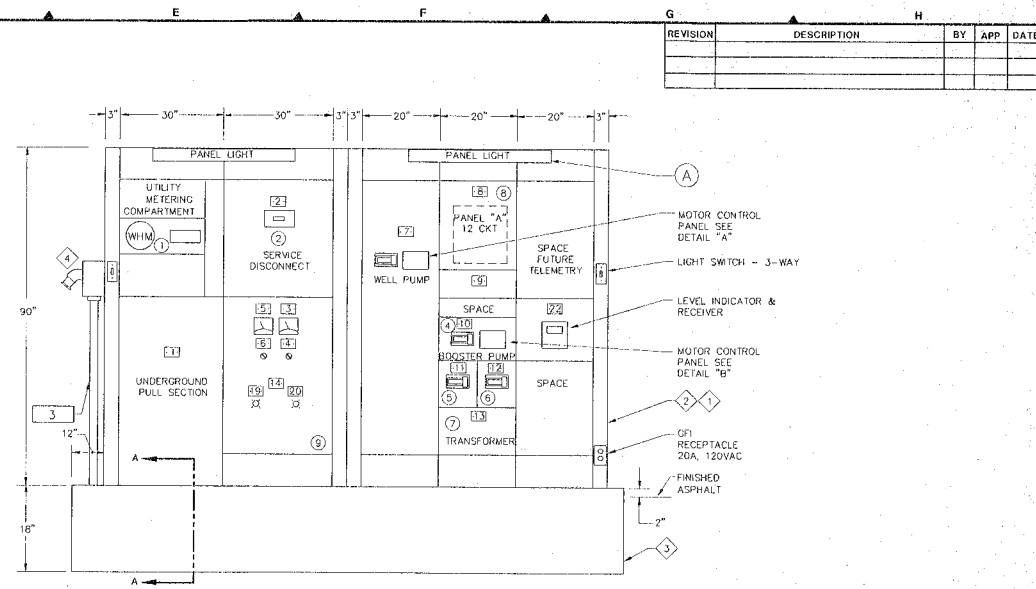 E F G H
REVISION DESCRIPTION BY APP DATE
3" 30" 30" 3" 3" 20" 20" 20" 3"
PANEL LIGHT
PANEL LIGHT
A
UTILITY
METERING
COMPARTMENT
WHM
1
2
2
SERVICE
DISCONNECT
7
WELL PUMP
8
8
PANEL "A"
12 CKT
9
SPACE
FUTURE
TELEMETRY
MOTOR CONTROL
PANEL SEE
DETAIL "A"
LIGHT SWITCH - 3-WAY
4
90"
5 3
6 4
14
19 20
9
1
UNDERGROUND
PULL SECTION
SPACE
4
10
BOOSTER PUMP
11 12
5 6
13
7
TRANSFORMER
22
SPACE
LEVEL INDICATOR &
RECEIVER
MOTOR CONTROL
PANEL SEE
DETAIL "B"
2 1
GFI
RECEPTACLE
20A, 120VAC
FINISHED
ASPHALT
2"
3
3
12"
A
18"
A